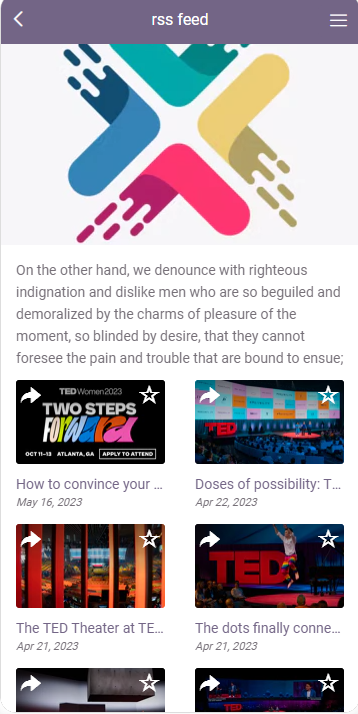 rss feed
On the other hand, we denounce with righteous
indignation and dislike men who are so beguiled and
demoralized by the charms of pleasure of the
moment, so blinded by desire, that they cannot
foresee the pain and trouble that are bound to ensue;
TEDWomen2023
TWO STEPS
FORWARD
OCT 11-13 ATLANTA, GA APPLY TO ATTEND
TED
How to convince your ...
May 16, 2023
Doses of possibility: T...
Apr 22, 2023
TED
The TED Theater at TE...
Apr 21, 2023
The dots finally conne...
Apr 21, 2023
TED